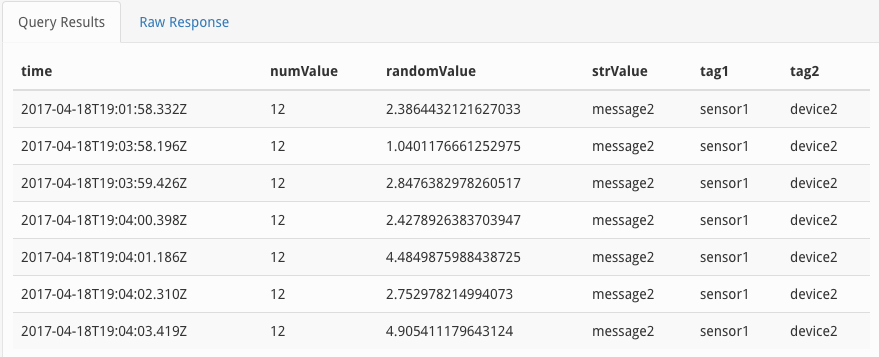 Query Results Raw Response
time numValue randomValue strValue tag1 tag2
2017-04-18T19:01:58.332Z 12 2.3864432121627033 message2 sensor1 device2
2017-04-18T19:03:58.196Z 12 1.0401176661252975 message2 sensor1 device2
2017-04-18T19:03:59.426Z 12 2.8476382978260517 message2 sensor1 device2
2017-04-18T19:04:00.398Z 12 2.4278926383703947 message2 sensor1 device2
2017-04-18T19:04:01.186Z 12 4.4849875988438725 message2 sensor1 device2
2017-04-18T19:04:02.310Z 12 2.752978214994073 message2 sensor1 device2
2017-04-18T19:04:03.419Z 12 4.905411179643124 message2 sensor1 device2